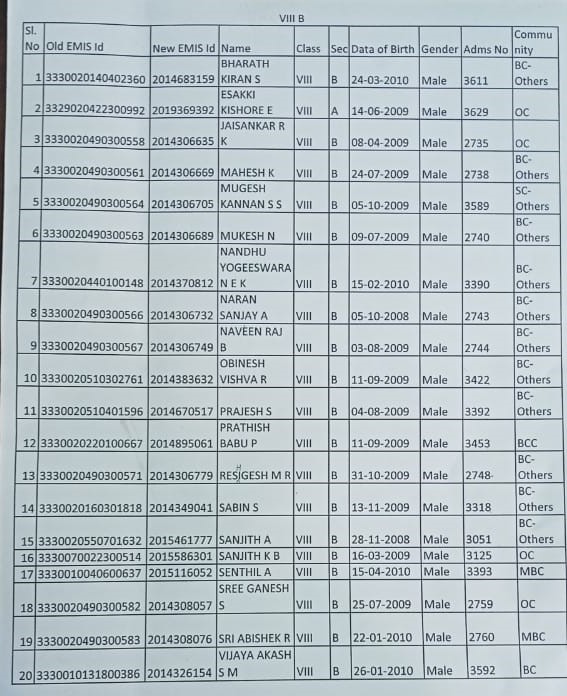 VIII B
Sl. No Old EMIS Id New EMIS Id Name Class Sec Data of Birth Gender Adms No Commu nity
1 3330020140402360 2014683159 BHARATH KIRAN S VIII B 24-03-2010 Male 3611 BC-Others
2 3329020422300992 2019369392 ESAKKI KISHORE E VIII A 14-06-2009 Male 3629 OC
3 3330020490300558 2014306635 JAISANKAR R K VIII B 08-04-2009 Male 2735 OC
4 3330020490300561 2014306669 MAHESH K VIII B 24-07-2009 Male 2738 BC-Others
5 3330020490300564 2014306705 MUGESH KANNAN S S VIII B 05-10-2009 Male 3589 SC-Others
6 3330020490300563 2014306689 MUKESH N VIII B 09-07-2009 Male 2740 BC-Others
7 3330020440100148 2014370812 NANDHU YOGEESWARA N E K VIII B 15-02-2010 Male 3390 BC-Others
8 3330020490300566 2014306732 NARAN SANJAY A VIII B 05-10-2008 Male 2743 BC-Others
9 3330020490300567 2014306749 NAVEEN RAJ B VIII B 03-08-2009 Male 2744 BC-Others
10 3330020510302761 2014383632 OBINESH VISHVA R VIII B 11-09-2009 Male 3422 BC-Others
11 3330020510401596 2014670517 PRAJESH S VIII B 04-08-2009 Male 3392 BC-Others
12 3330020220100667 2014895061 PRATHISH BABU P VIII B 11-09-2009 Male 3453 BCC
13 3330020490300571 2014306779 RESIGESH M R VIII B 31-10-2009 Male 2748 BC-Others
14 3330020160301818 2014349041 SABIN S VIII B 13-11-2009 Male 3318 BC-Others
15 3330020550701632 2015461777 SANJITH A VIII B 28-11-2008 Male 3051 BC-Others
16 3330070022300514 2015586301 SANJITH K B VIII B 16-03-2009 Male 3125 OC
17 3330010040600637 2015116052 SENTHIL A VIII B 15-04-2010 Male 3393 MBC
18 3330020490300582 2014308057 SREE GANESH S VIII B 25-07-2009 Male 2759 OC
19 3330020490300583 2014308076 SRI ABISHEK R VIII B 22-01-2010 Male 2760 MBC
20 3330010131800386 2014326154 VIJAYA AKASH S M VIII B 26-01-2010 Male 3592 BC